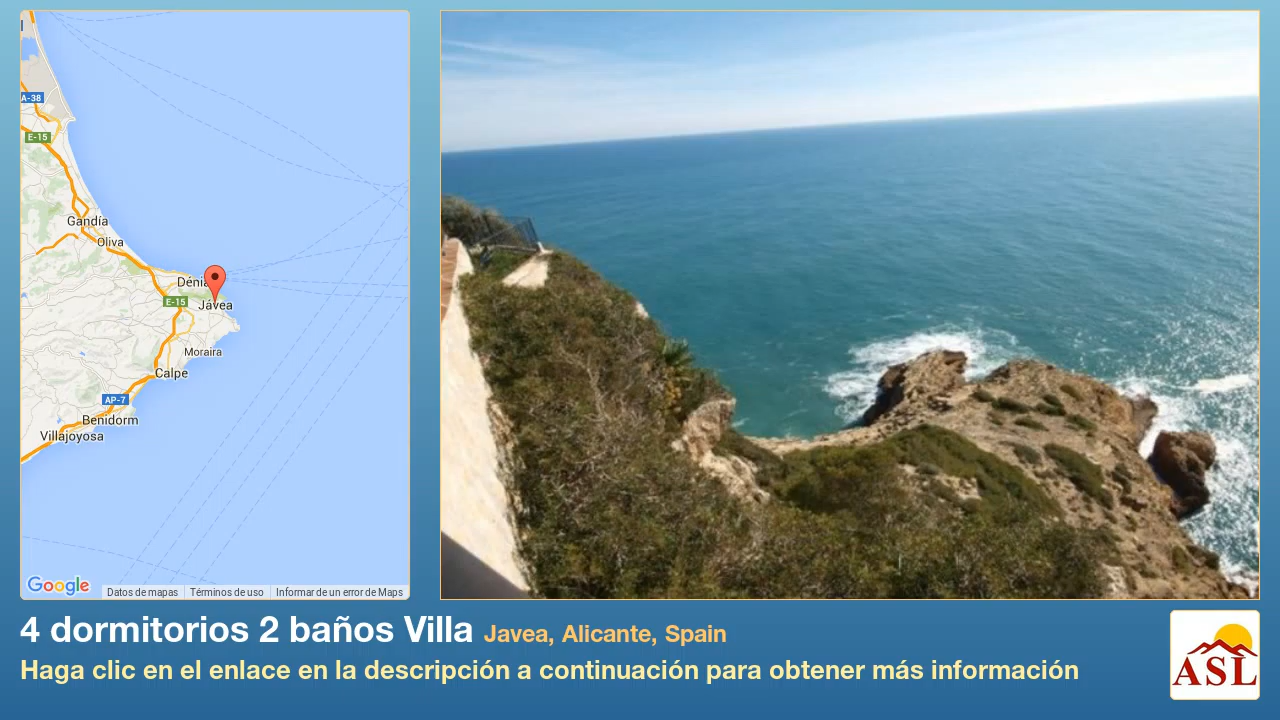 A-38
E-15
Gandía
Oliva
Dénia
Jávea
E-15
Moraira
Calpe
AP-7
Benidorm
Villajoyosa
Google
Datos de mapas
Términos de uso
Informar de un error de Maps
4 dormitorios 2 baños Villa Javea, Alicante, Spain
Haga clic en el enlace en la descripción a continuación para obtener más información
ASL